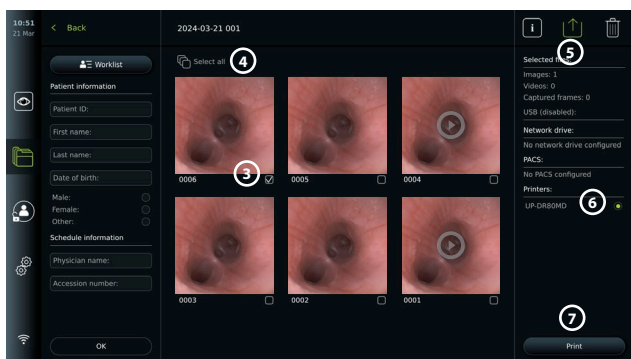 10:51
21 Mar
Back
2024-03-21 001
i
Worklist
Patient information
Patient ID:
First name:
Last name:
Date of birth:
Male:
Female:
Other:
Schedule information
Physician name:
Accession number:
OK
Select all
4
0006
3
0005
0004
0003
0002
0001
5
Selected
Images: 1
Videos: 0
Captured frames: 0
USB (disabled):
Network drive:
No network drive configured
PACS:
No PACS configured
Printers:
UP-DR80MD
6
7
Print